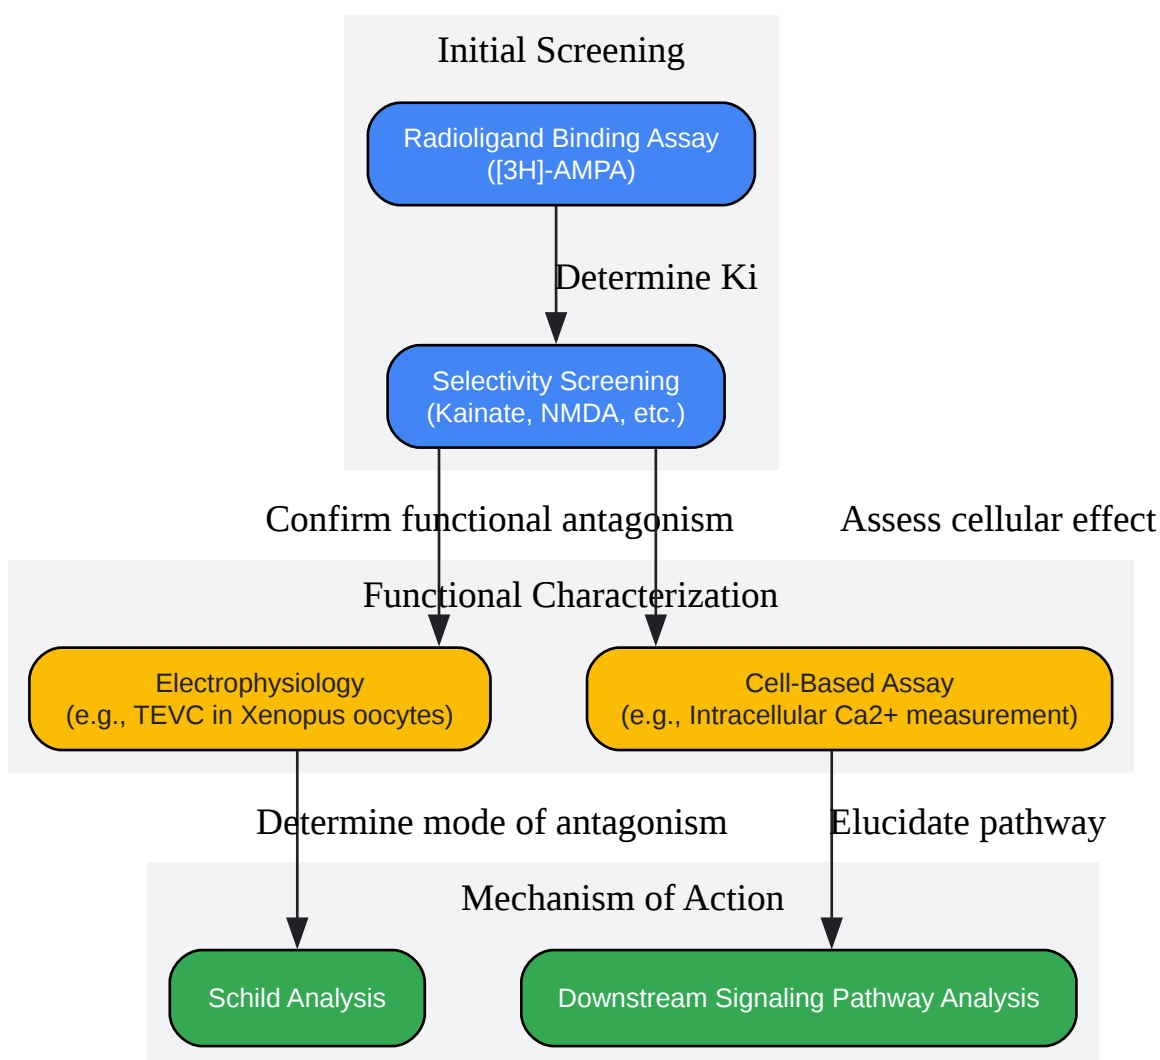 Initial Screening
Radioligand Binding Assay
([3H]-AMPA)
Determine Ki
Selectivity Screening
(Kainate, NMDA, etc.)
Confirm functional antagonism
Assess cellular effect
Functional Characterization
Electrophysiology
(e.g., TEVC in Xenopus oocytes)
Cell-Based Assay
(e.g., Intracellular Ca2+ measurement)
Determine mode of antagonism
Elucidate pathway
Mechanism of Action
Schild Analysis
Downstream Signaling Pathway Analysis